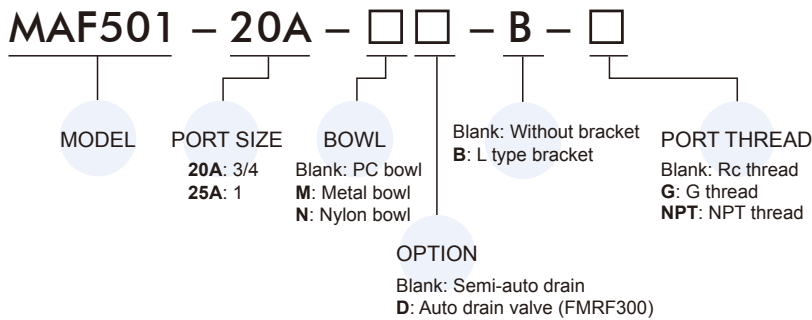 MAF501 – 20A – □□ – B – □
MODEL
PORT SIZE
20A: 3/4
25A: 1
BOWL
Blank: PC bowl
M: Metal bowl
N: Nylon bowl
OPTION
Blank: Semi-auto drain
D: Auto drain valve (FMRF300)
Blank: Without bracket
B: L type bracket
PORT THREAD
Blank: Rc thread
G: G thread
NPT: NPT thread